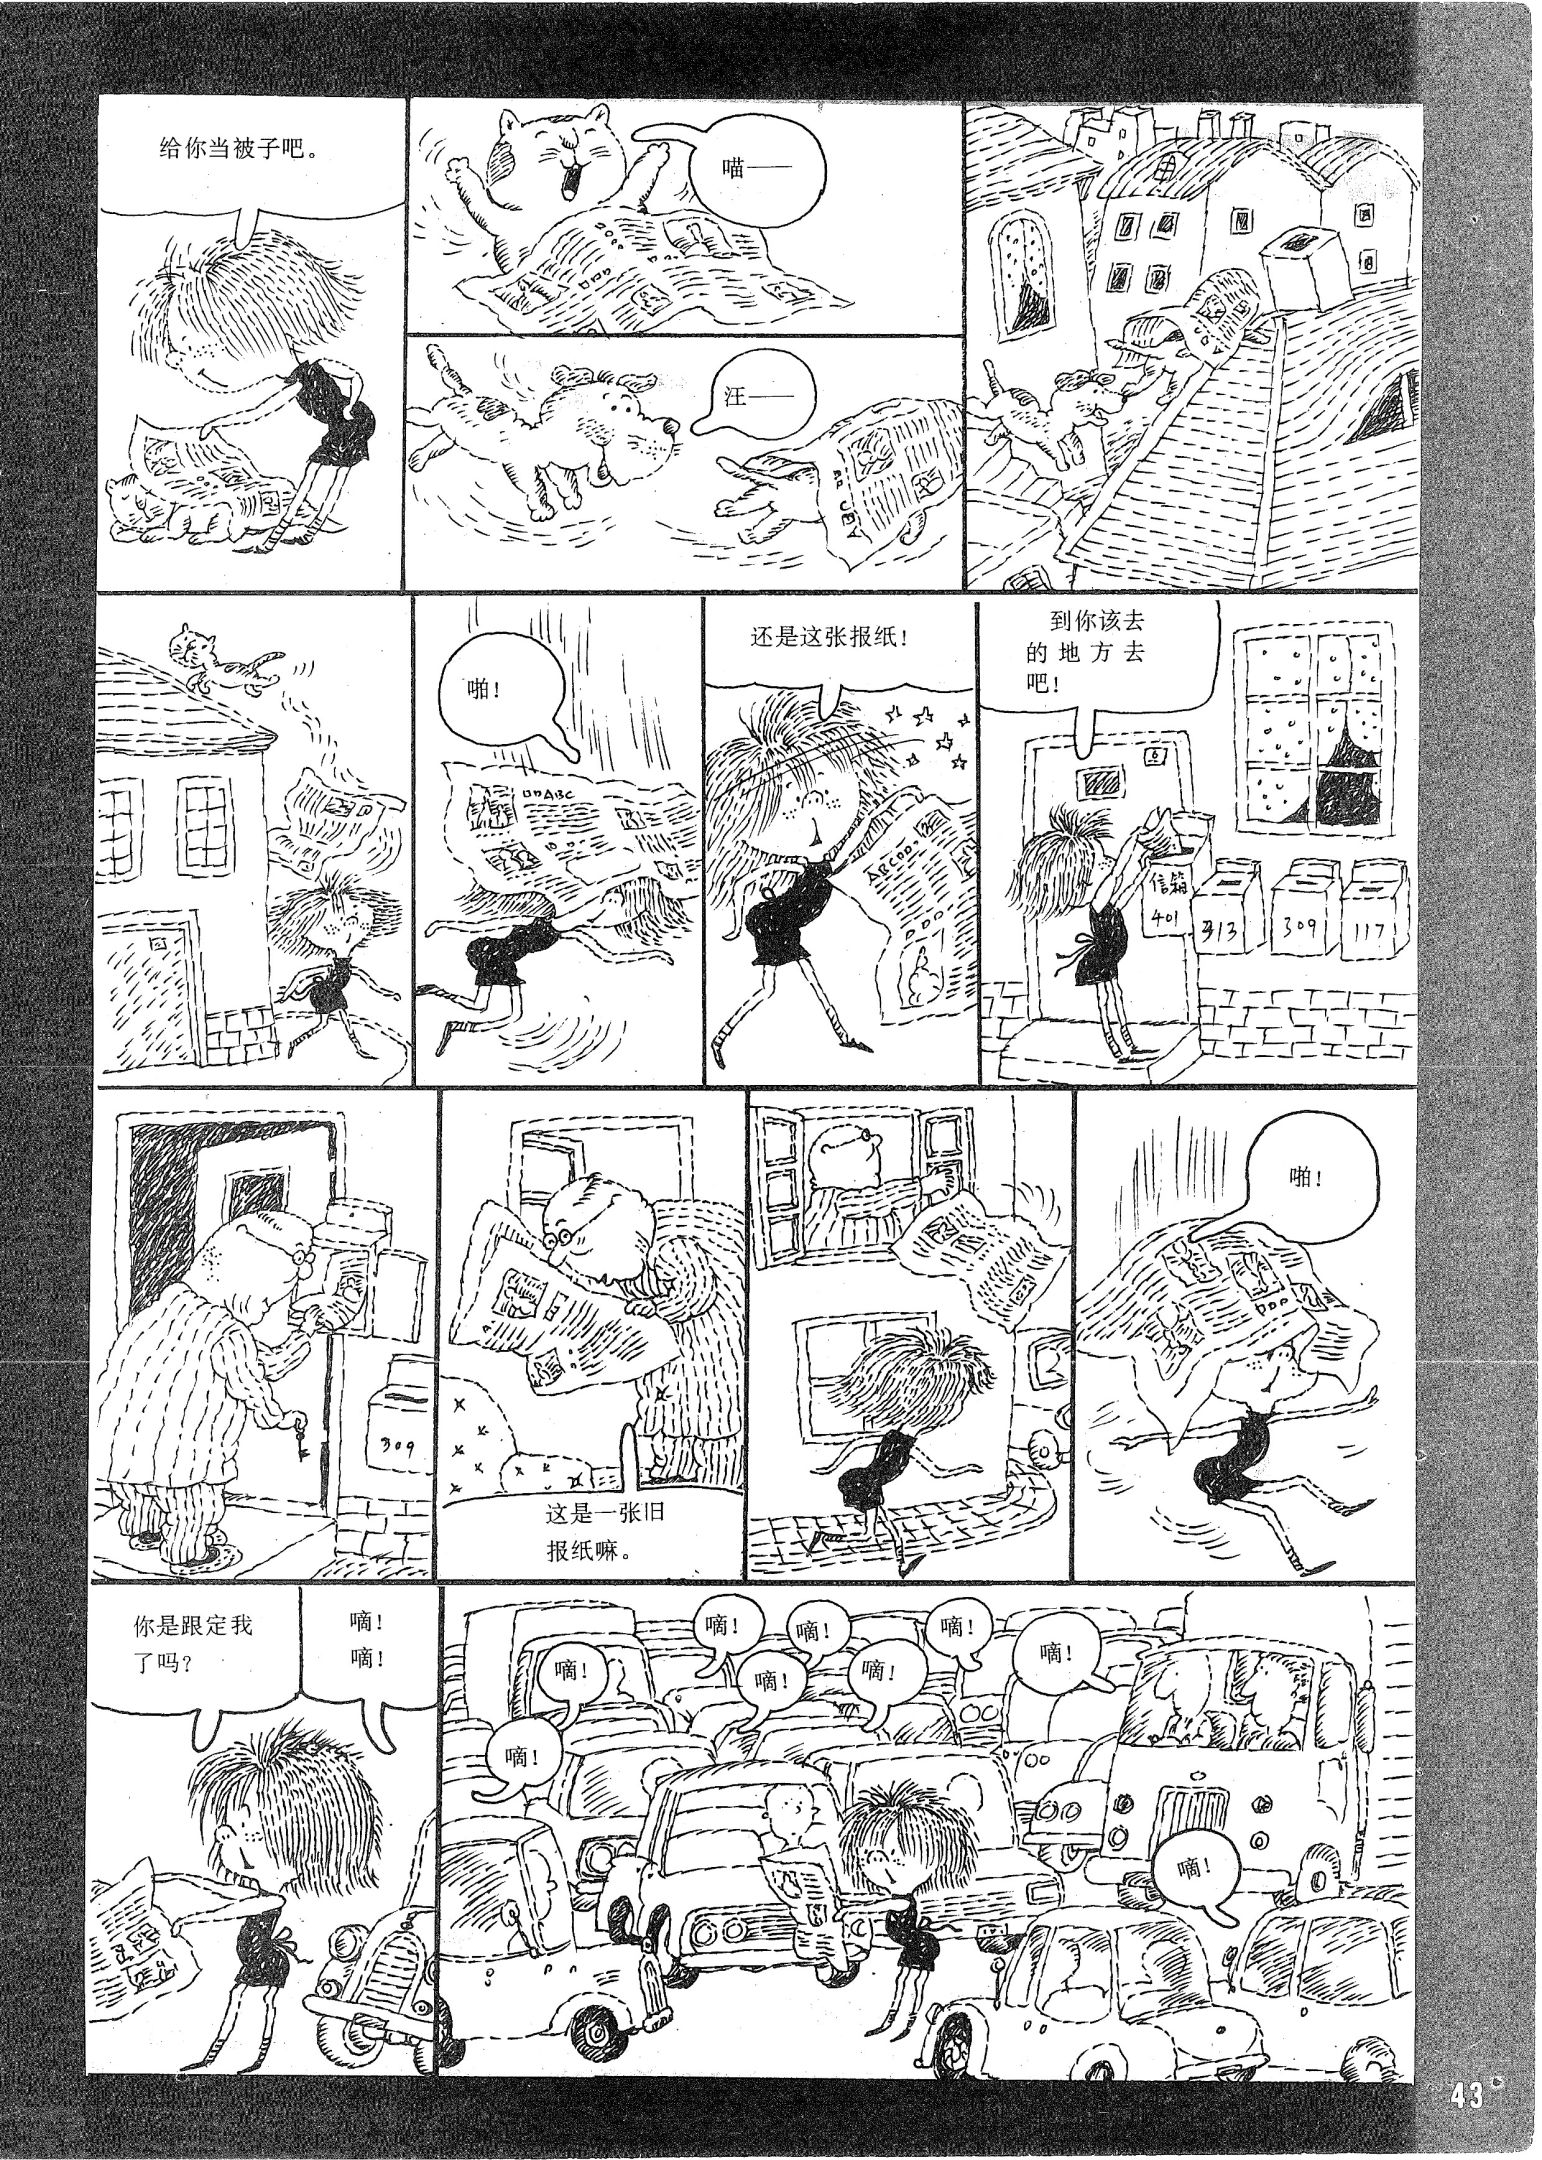 给你当被子吧。
喵——
汪——
啪！
ABC
还是这张报纸！
ABCDD
到你该去
的地方去
吧！
6
信箱
401
313
309
117
309
这是一张旧
报纸嘛。
啪！
你是跟定我
了吗？
嘀！
嘀！
嘀！
嘀！
嘀！
嘀！
嘀！
嘀！
嘀！
嘀！
嘀！
43